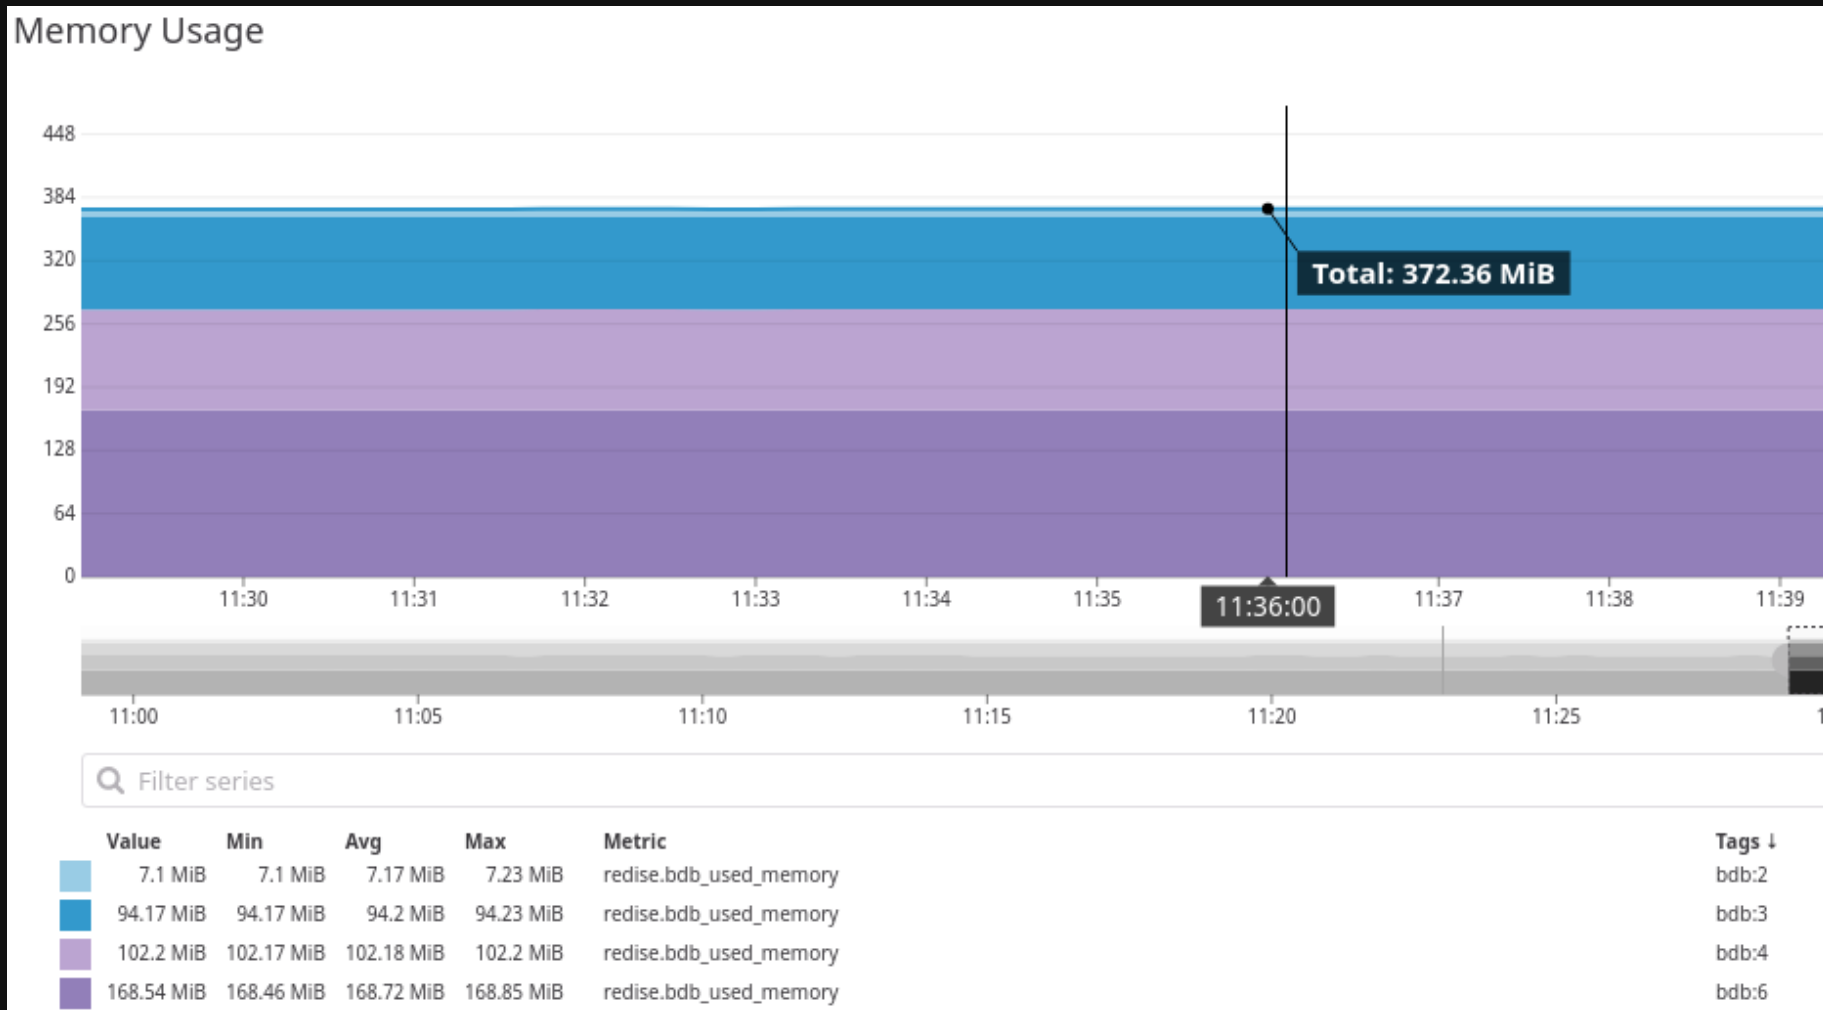 Memory Usage
448
384
320
Total: 372.36 MiB
256
192
128
64
0
11:30 11:31 11:32 11:33 11:34 11:35 11:36:00 11:37 11:38 11:39
11:00 11:05 11:10 11:15 11:20 11:25
Filter series
Value Min Avg Max Metric Tags ↓
7.1 MiB 7.1 MiB 7.17 MiB 7.23 MiB redise.bdb_used_memory bdb:2
94.17 MiB 94.17 MiB 94.2 MiB 94.23 MiB redise.bdb_used_memory bdb:3
102.2 MiB 102.17 MiB 102.18 MiB 102.2 MiB redise.bdb_used_memory bdb:4
168.54 MiB 168.46 MiB 168.72 MiB 168.85 MiB redise.bdb_used_memory bdb:6